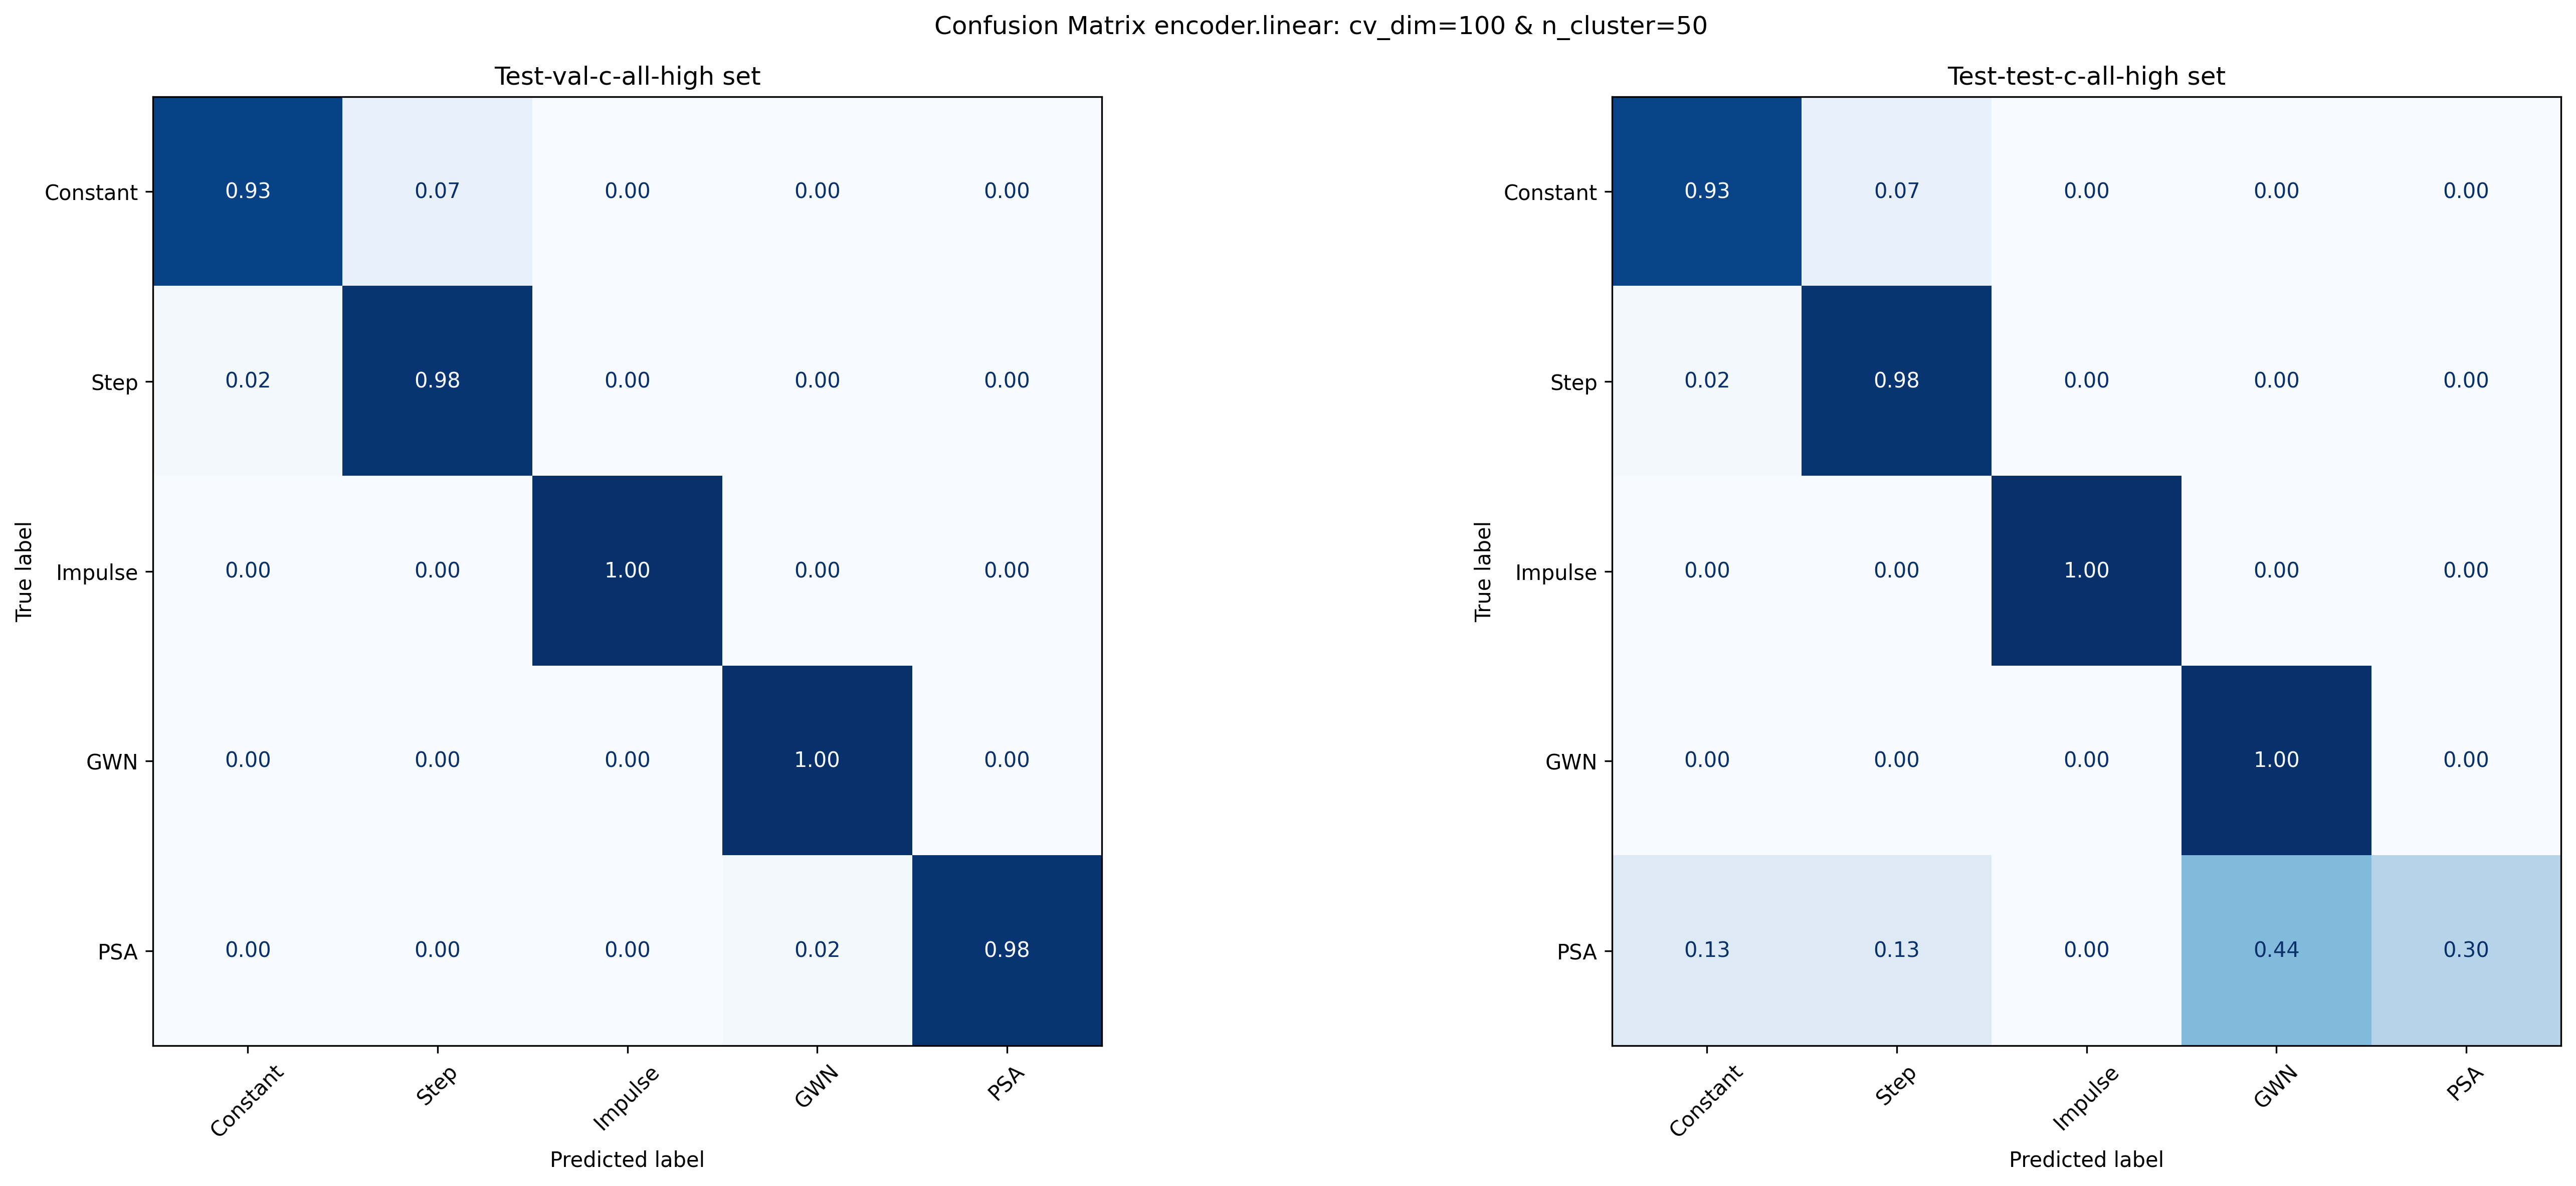 Confusion Matrix encoder.linear: cv_dim=100 & n_cluster=50
Test-val-c-all-high set
Constant 0.93 0.07 0.00 0.00 0.00
Step 0.02 0.98 0.00 0.00 0.00
Impulse 0.00 0.00 1.00 0.00 0.00
GWN 0.00 0.00 0.00 1.00 0.00
PSA 0.00 0.00 0.00 0.02 0.98
True label
Constant Step Impulse GWN PSA
Predicted label
Test-test-c-all-high set
Constant 0.93 0.07 0.00 0.00 0.00
Step 0.02 0.98 0.00 0.00 0.00
Impulse 0.00 0.00 1.00 0.00 0.00
GWN 0.00 0.00 0.00 1.00 0.00
PSA 0.13 0.13 0.00 0.44 0.30
True label
Constant Step Impulse GWN PSA
Predicted label